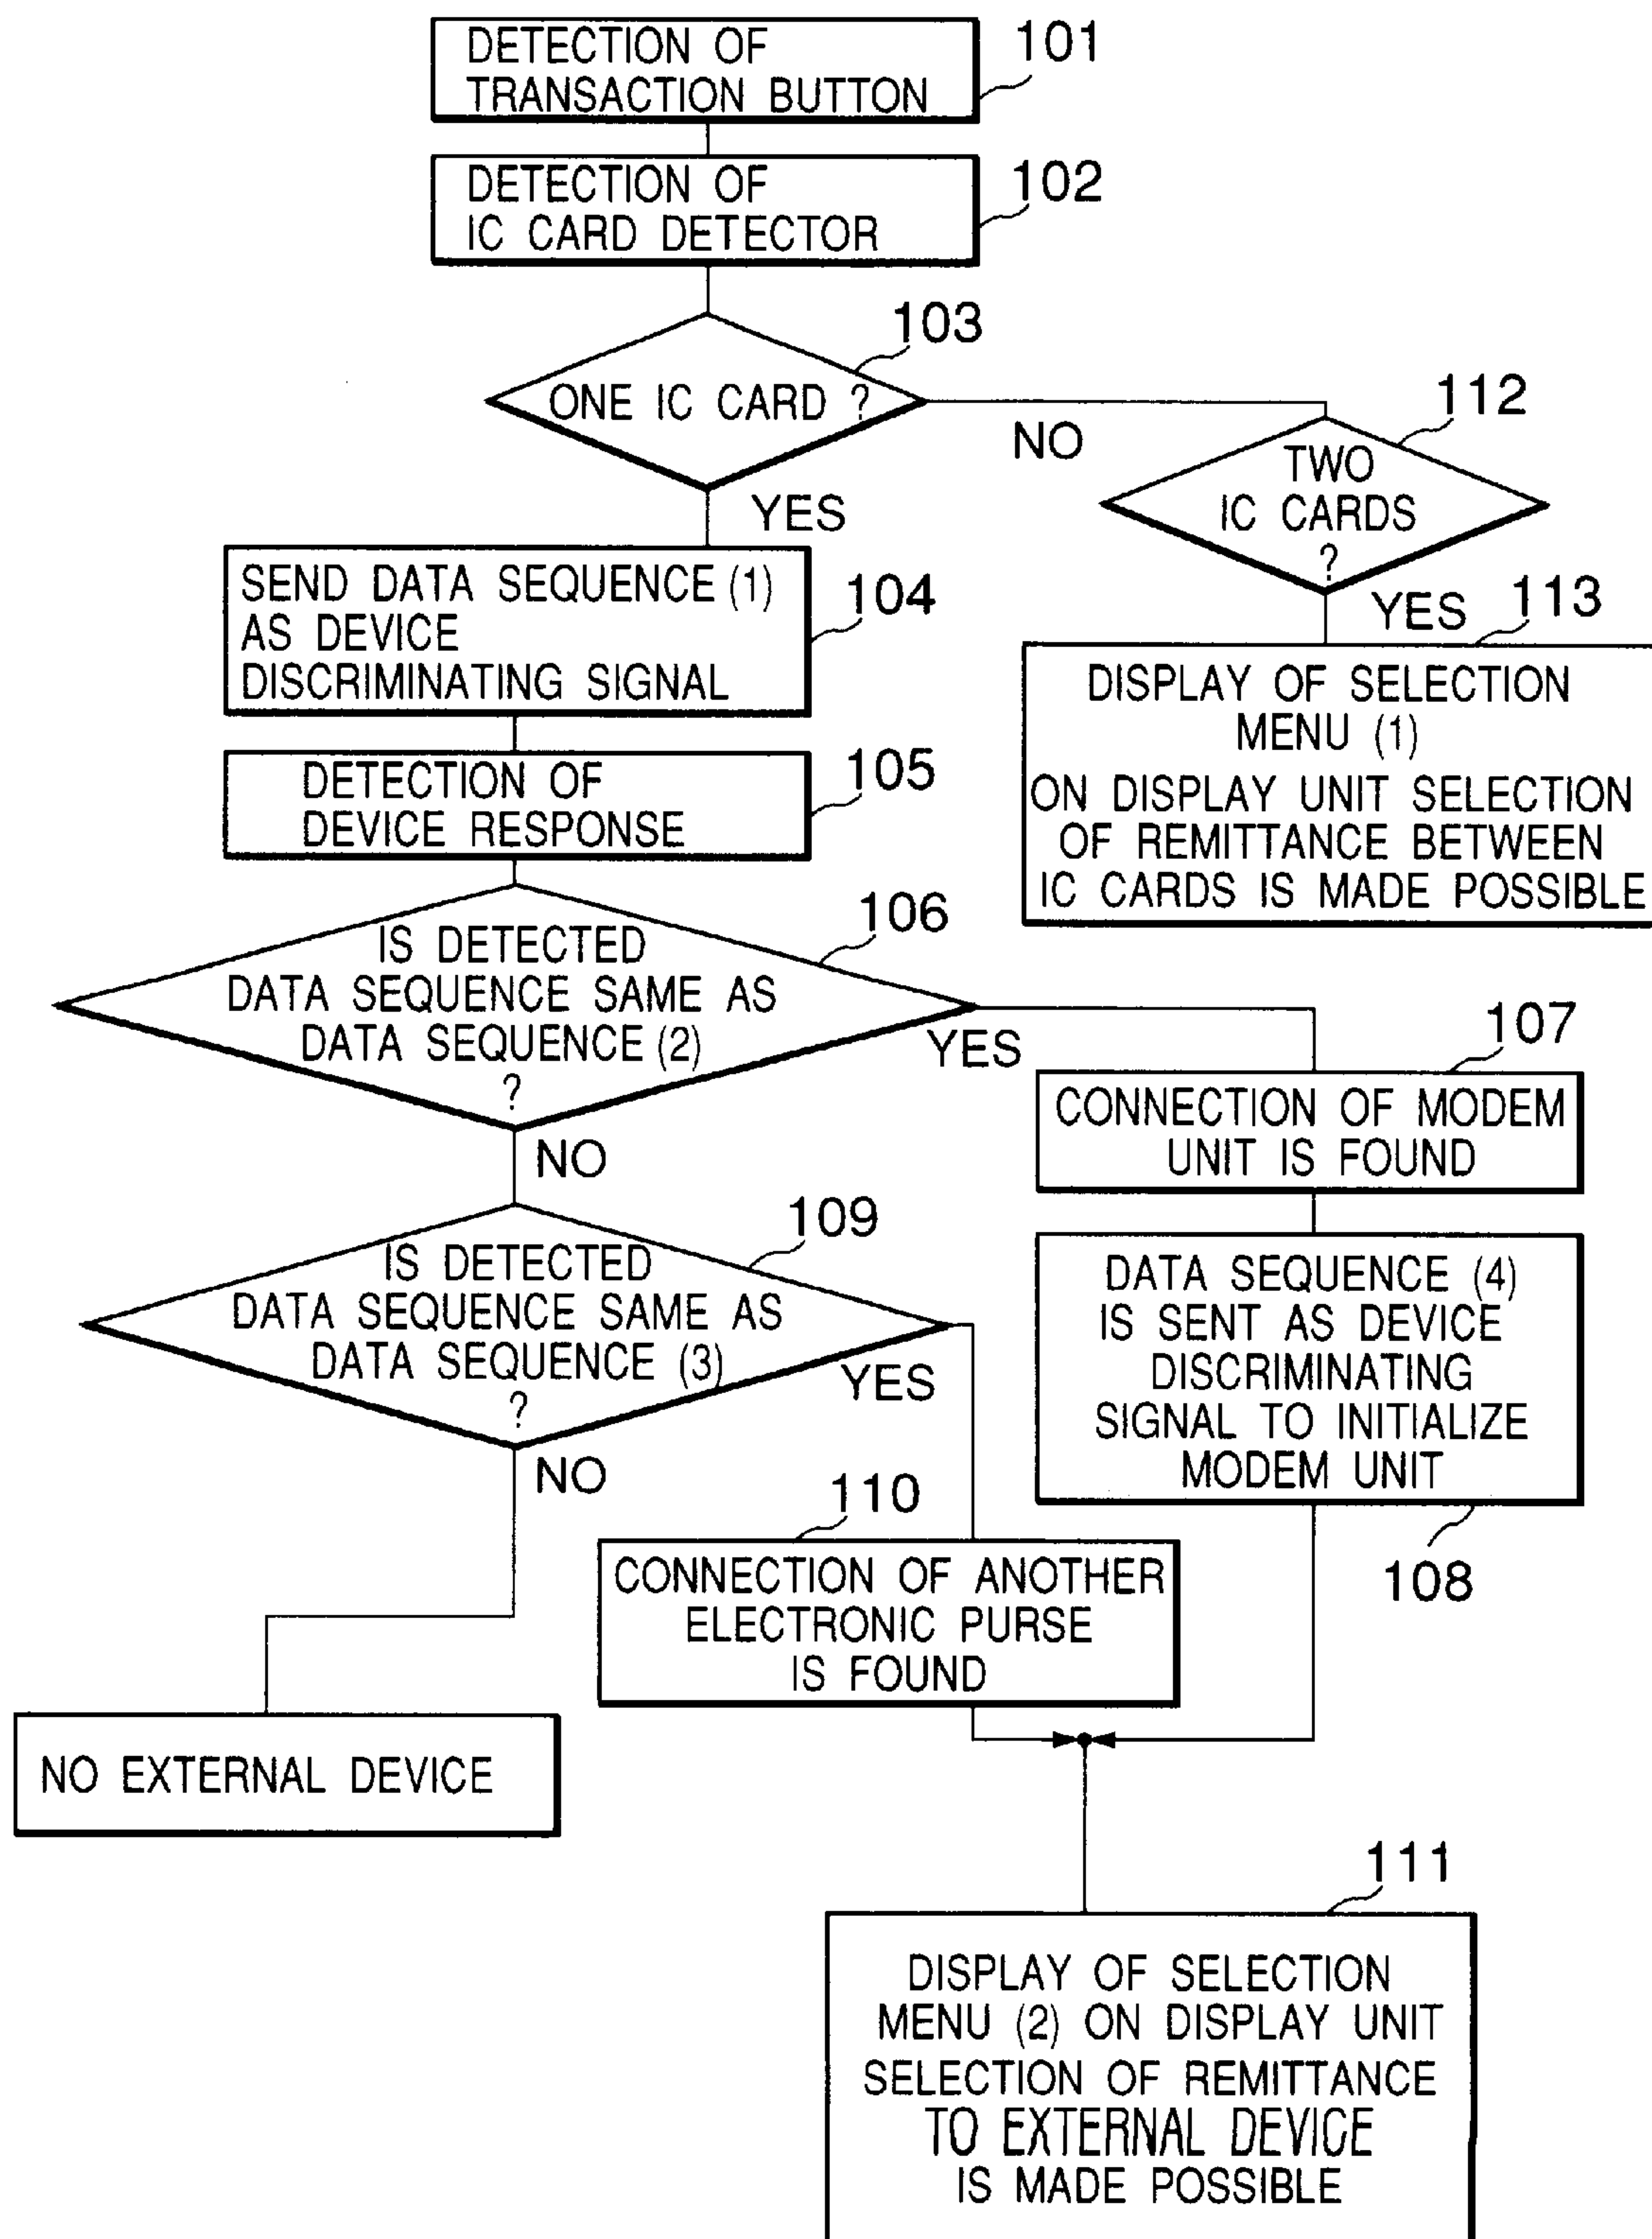 DETECTION OF
TRANSACTION BUTTON
101
DETECTION OF
IC CARD DETECTOR
102
103
ONE IC CARD ?
NO
YES
112
TWO
IC CARDS
?
YES
113
DISPLAY OF SELECTION
MENU (1)
ON DISPLAY UNIT SELECTION
OF REMITTANCE BETWEEN
IC CARDS IS MADE POSSIBLE
SEND DATA SEQUENCE (1)
AS DEVICE
DISCRIMINATING SIGNAL
104
DETECTION OF
DEVICE RESPONSE
105
106
IS DETECTED
DATA SEQUENCE SAME AS
DATA SEQUENCE (2)
?
YES
NO
107
CONNECTION OF MODEM
UNIT IS FOUND
DATA SEQUENCE (4)
IS SENT AS DEVICE
DISCRIMINATING
SIGNAL TO INITIALIZE
MODEM UNIT
108
109
IS DETECTED
DATA SEQUENCE SAME AS
DATA SEQUENCE (3)
?
YES
NO
110
CONNECTION OF ANOTHER
ELECTRONIC PURSE
IS FOUND
NO EXTERNAL DEVICE
111
DISPLAY OF SELECTION
MENU (2) ON DISPLAY UNIT
SELECTION OF REMITTANCE
TO EXTERNAL DEVICE
IS MADE POSSIBLE